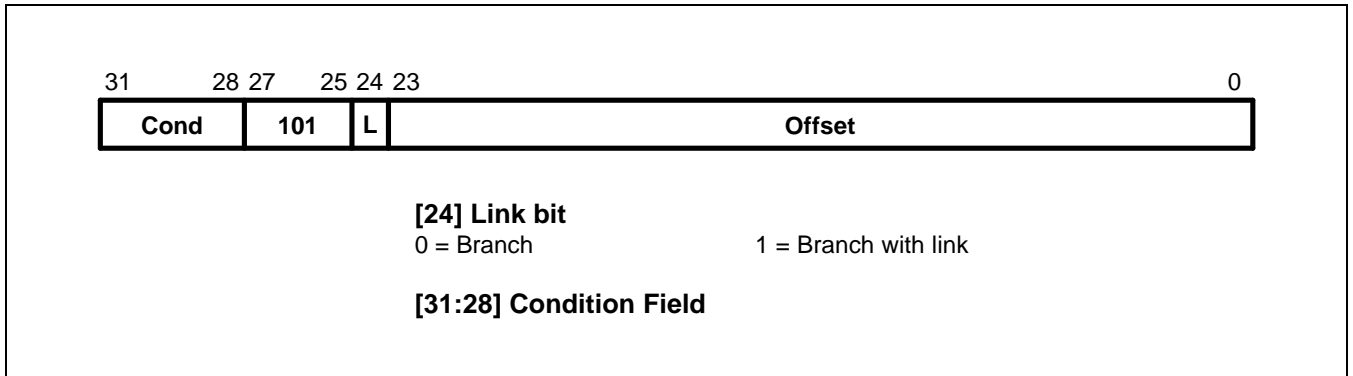 31 28 27 25 24 23 0
Cond 101 L Offset
[24] Link bit
0 = Branch 1 = Branch with link
[31:28] Condition Field